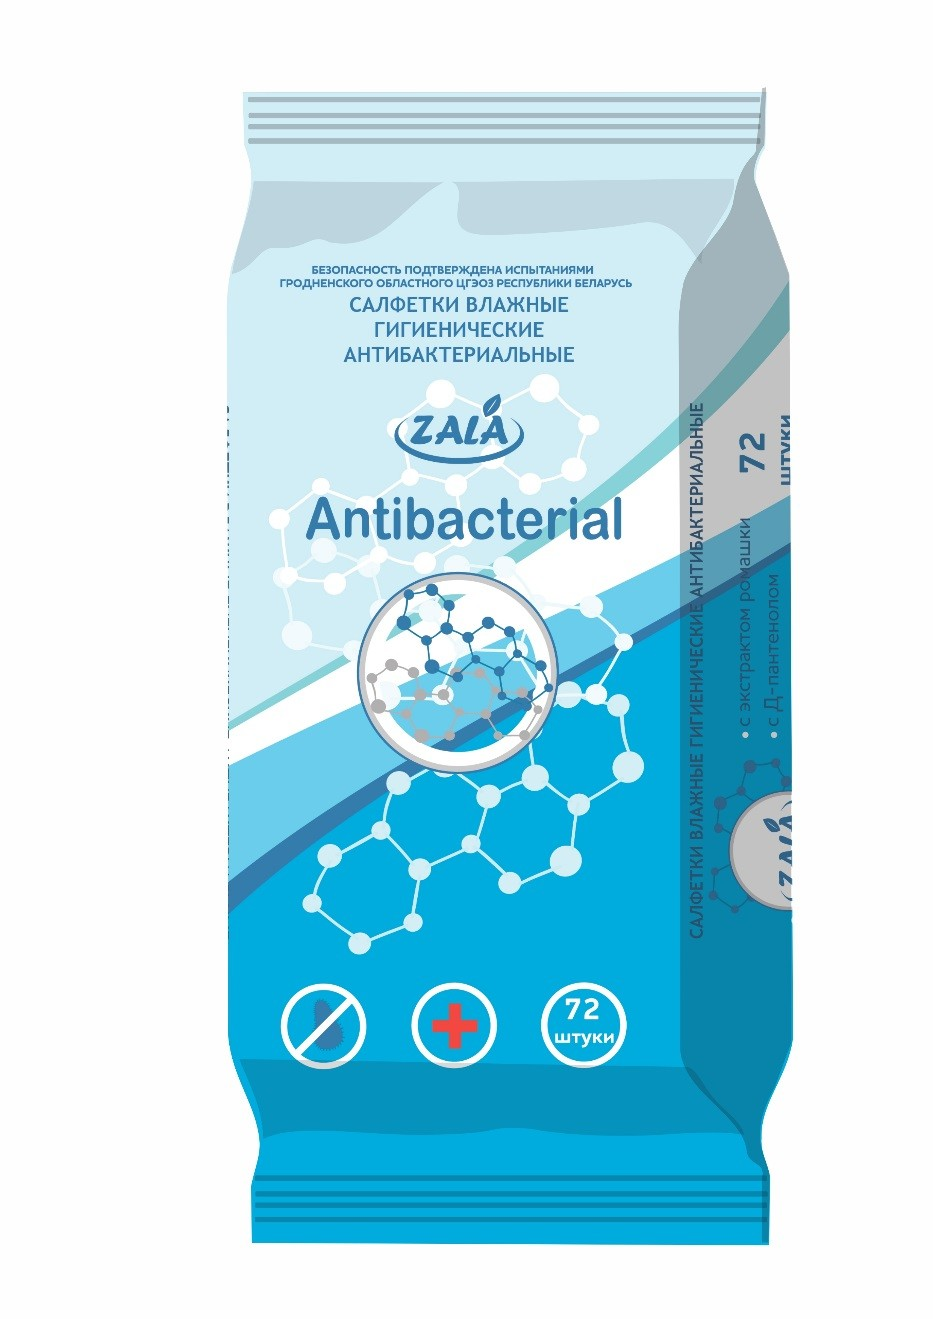 БЕЗОПАСНОСТЬ ПОДТВЕРЖДЕНА ИСПЫТАНИЯМИ
ГРОДНЕНСКОГО ОБЛАСТНОГО ЦГЭОЗ РЕСПУБЛИКИ БЕЛАРУСЬ
САЛФЕТКИ ВЛАЖНЫЕ
ГИГИЕНИЧЕСКИЕ
АНТИБАКТЕРИАЛЬНЫЕ
ZALA
Antibacterial
72
штуки
САЛФЕТКИ ВЛАЖНЫЕ ГИГИЕНИЧЕСКИЕ АНТИБАКТЕРИАЛЬНЫЕ
• с экстрактом ромашки
• с Д-пантенолом
72
штуки
ZALA